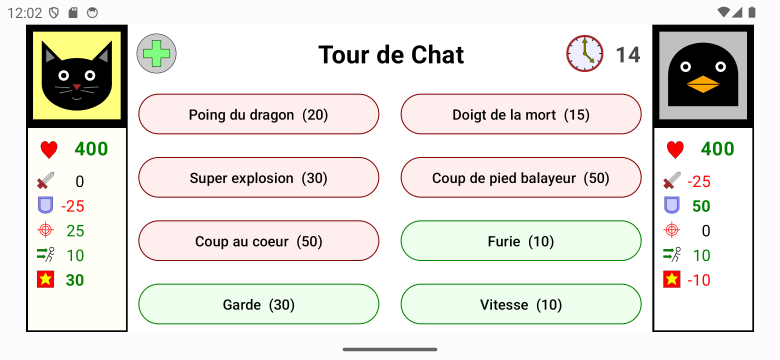 12:02
Tour de Chat
14
400
0
-25
25
10
30
Poing du dragon (20)
Doigt de la mort (15)
Super explosion (30)
Coup de pied balayeur (50)
Coup au coeur (50)
Furie (10)
Garde (30)
Vitesse (10)
400
-25
50
0
10
-10